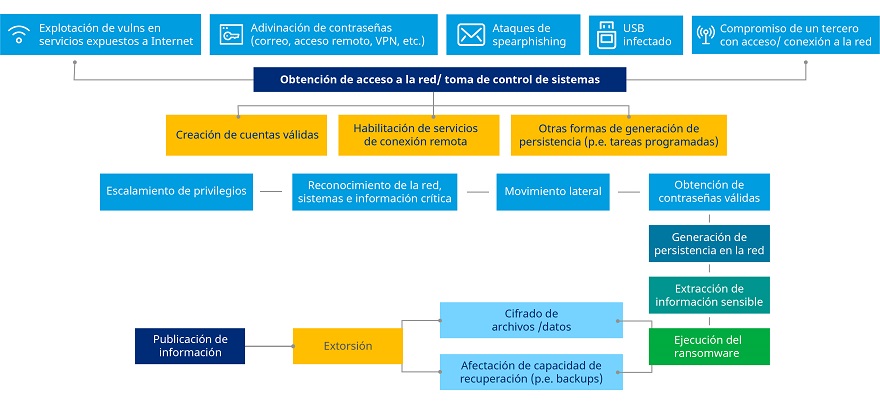 Explotación de vulns en
servicios expuestos a Internet
Adivinación de contraseñas
(correo, acceso remoto, VPN, etc.)
Ataques de
spearphishing
USB
infectado
Compromiso de un tercero
con acceso/ conexión a la red
Obtención de acceso a la red/ toma de control de sistemas
Creación de cuentas válidas
Habilitación de servicios
de conexión remota
Otras formas de generación de
persistencia (p.e. tareas programadas)
Escalamiento de privilegios
Reconocimiento de la red,
sistemas e información crítica
Movimiento lateral
Obtención de
contraseñas válidas
Generación de
persistencia en la red
Extracción de
información sensible
Cifrado de
archivos /datos
Publicación de
información
Extorsión
Ejecución del
ransomware
Afectación de capacidad de
recuperación (p.e. backups)